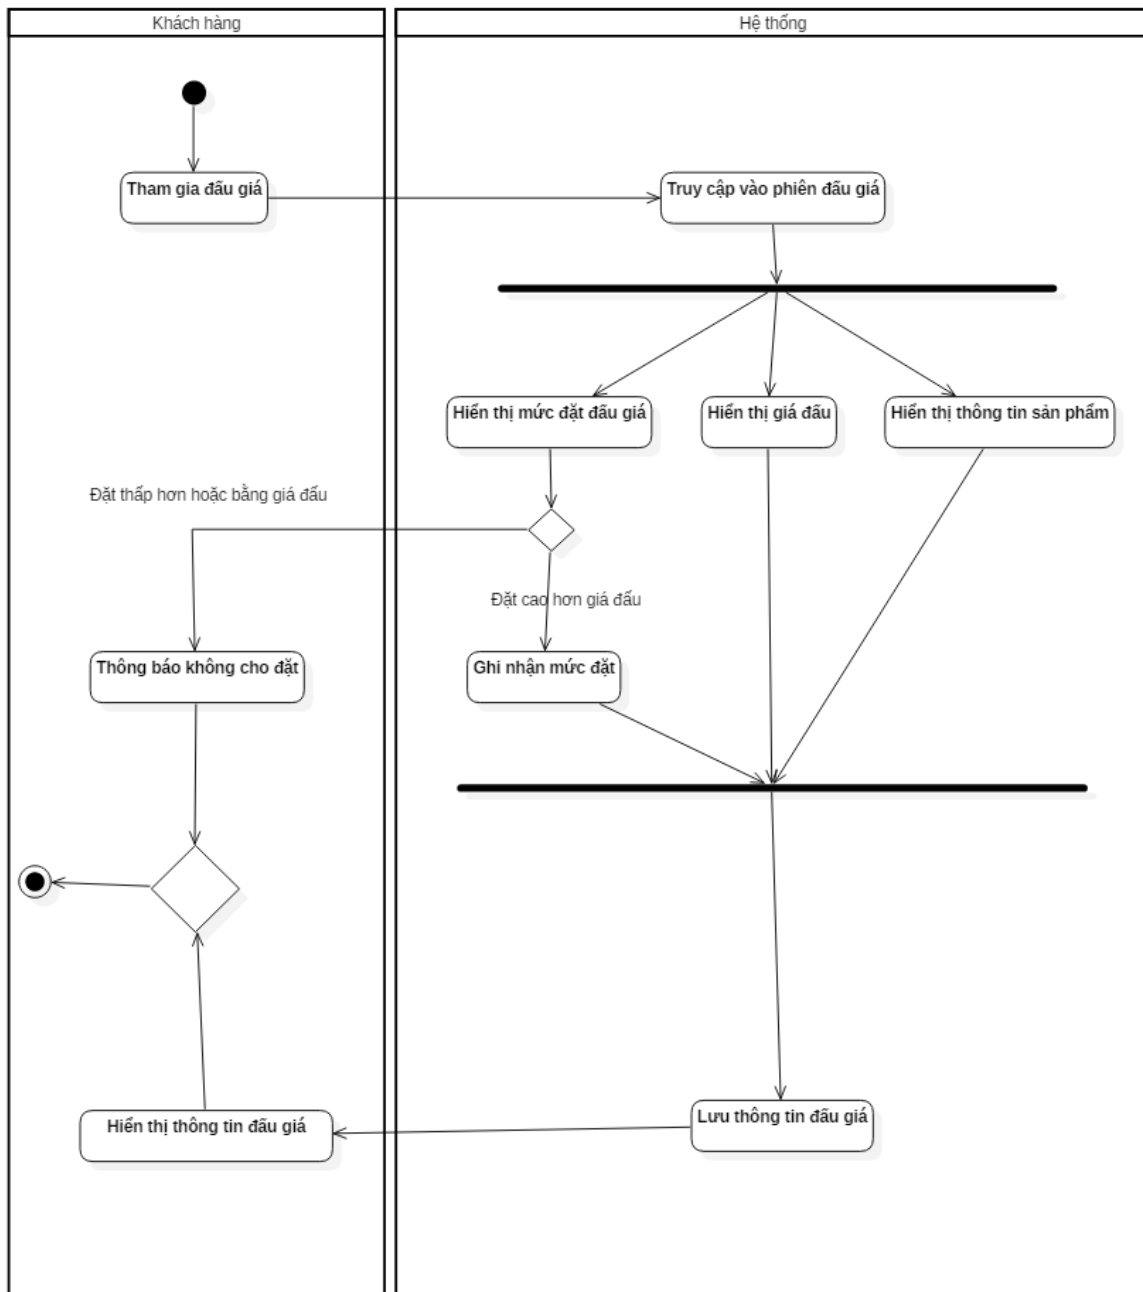 Khách hàng
Hệ thống
Tham gia đấu giá
Truy cập vào phiên đấu giá
Hiển thị mức đặt đấu giá
Hiển thị giá đấu
Hiển thị thông tin sản phẩm
Đặt thấp hơn hoặc bằng giá đấu
Đặt cao hơn giá đấu
Thông báo không cho đặt
Ghi nhận mức đặt
Hiển thị thông tin đấu giá
Lưu thông tin đấu giá